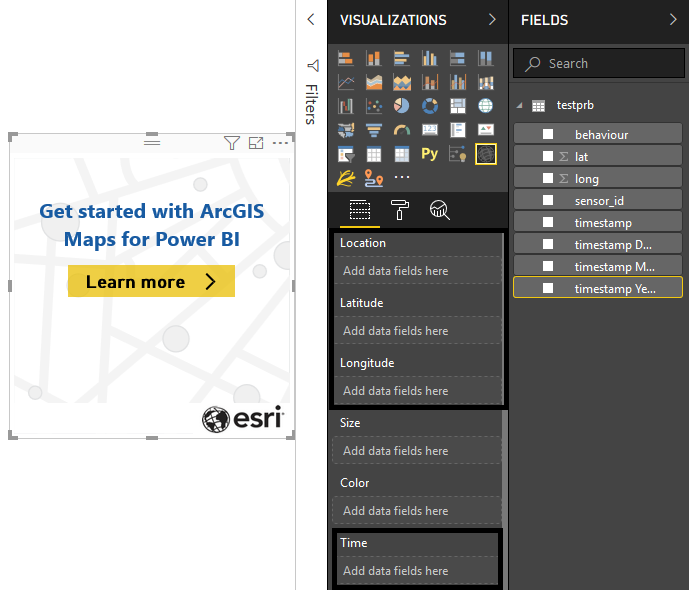 Get started with ArcGIS
Maps for Power BI
Learn more
esri
Filters
VISUALIZATIONS
123
R
Py
Location
Add data fields here
Latitude
Add data fields here
Longitude
Add data fields here
Size
Add data fields here
Color
Add data fields here
Time
Add data fields here
FIELDS
Search
testprb
behaviour
Σ lat
Σ long
sensor_id
timestamp
timestamp D...
timestamp M...
timestamp Ye...